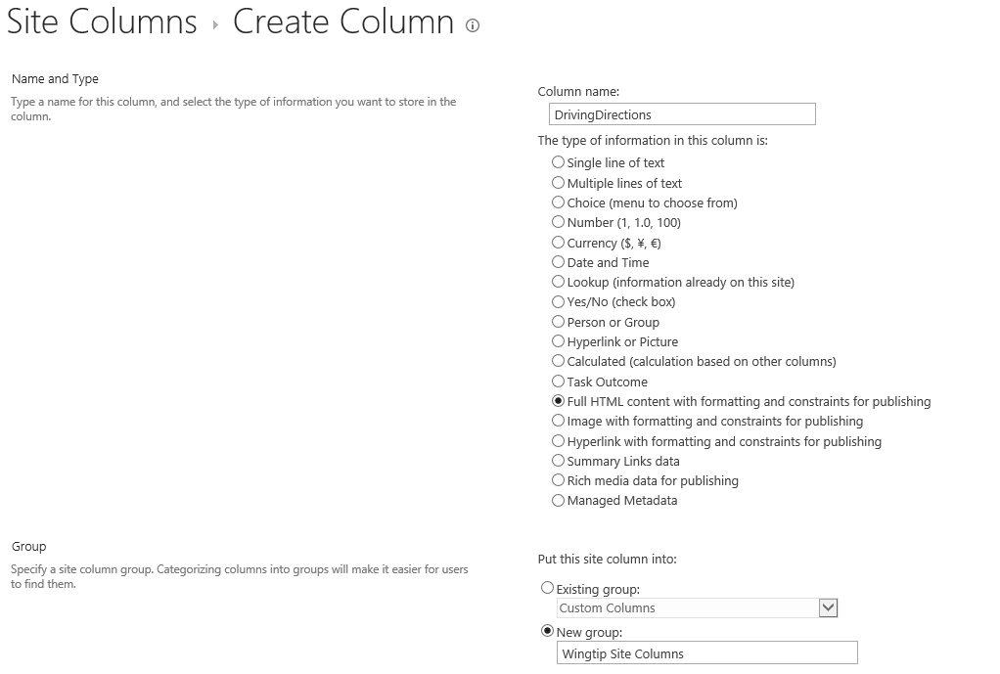 Site Columns ▸ Create Column
Name and Type
Type a name for this column, and select the type of information you want to store in the
column.
Column name:
DrivingDirections
The type of information in this column is:
Single line of text
Multiple lines of text
Choice (menu to choose from)
Number (1, 1.0, 100)
Currency ($, ¥, €)
Date and Time
Lookup (information already on this site)
Yes/No (check box)
Person or Group
Hyperlink or Picture
Calculated (calculation based on other columns)
Task Outcome
Full HTML content with formatting and constraints for publishing
Image with formatting and constraints for publishing
Hyperlink with formatting and constraints for publishing
Summary Links data
Rich media data for publishing
Managed Metadata
Group
Specify a site column group. Categorizing columns into groups will make it easier for users
to find them.
Put this site column into:
Existing group:
Custom Columns
New group:
Wingtip Site Columns